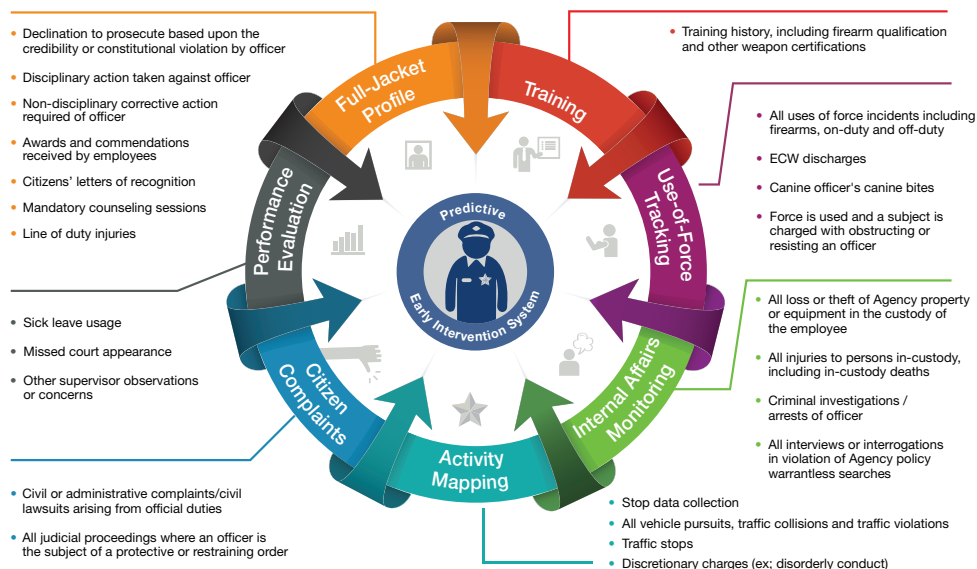 Declination to prosecute based upon the
credibility or constitutional violation by officer
Disciplinary action taken against officer
Non-disciplinary corrective action
required of officer
Awards and commendations
received by employees
Citizens' letters of recognition
Mandatory counseling sessions
Line of duty injuries
Sick leave usage
Missed court appearance
Other supervisor observations
or concerns
Civil or administrative complaints/civil
lawsuits arising from official duties
All judicial proceedings where an officer is
the subject of a protective or restraining order
Full-Jacket
Profile
Training
Use-of-Force
Tracking
Internal Affairs
Monitoring
Activity
Mapping
Citizen
Complaints
Performance
Evaluation
Predictive
Early Intervention System
Training history, including firearm qualification
and other weapon certifications
All uses of force incidents including
firearms, on-duty and off-duty
ECW discharges
Canine officer's canine bites
Force is used and a subject is
charged with obstructing or
resisting an officer
All loss or theft of Agency property
or equipment in the custody of
the employee
All injuries to persons in-custody,
including in-custody deaths
Criminal investigations /
arrests of officer
All interviews or interrogations
in violation of Agency policy
warrantless searches
Stop data collection
All vehicle pursuits, traffic collisions and traffic violations
Traffic stops
Discretionary charges (ex; disorderly conduct)